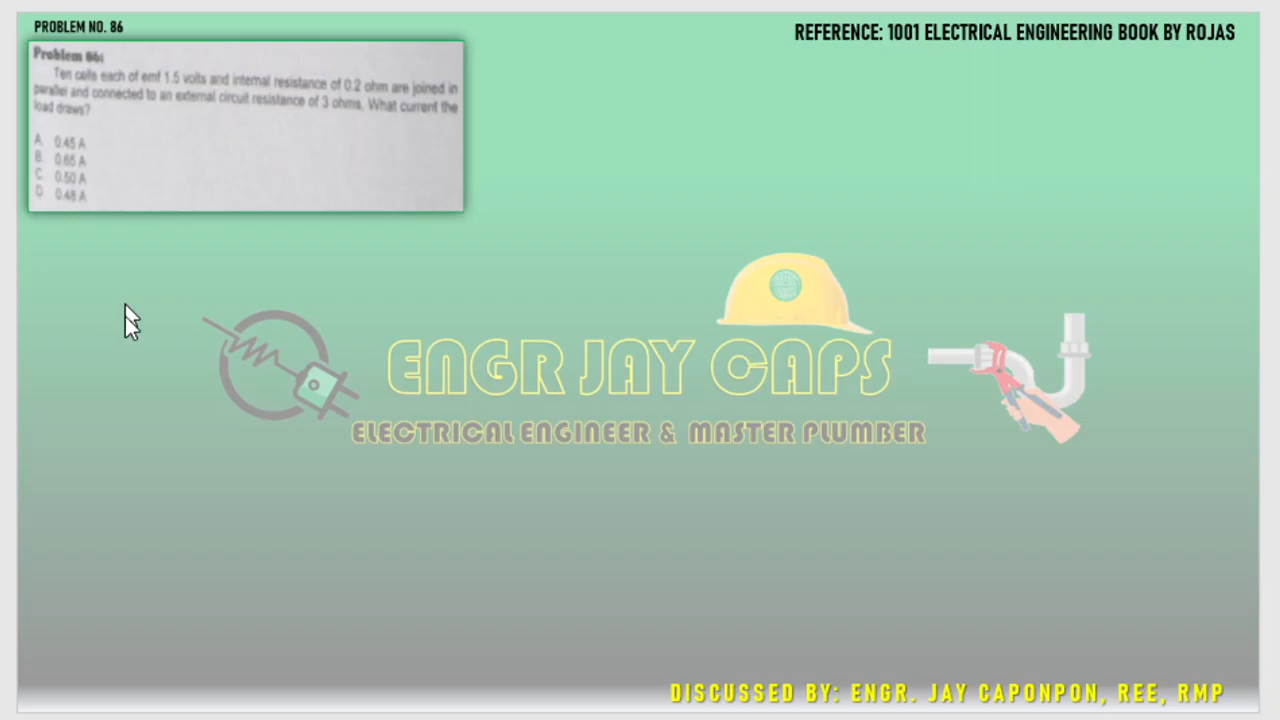 PROBLEM NO. 86
REFERENCE: 1001 ELECTRICAL ENGINEERING BOOK BY ROJAS
Problem 86:
Ten cells each of emf 1.5 volts and internal resistance of 0.2 ohm are joined in
parallel and connected to an external circuit resistance of 3 ohms. What current the
load draws?
A. 0.45 A
B. 0.65 A
C. 0.50 A
D. 0.48 A
ENGR JAY CAPS
ELECTRICAL ENGINEER & MASTER PLUMBER
DISCUSSED BY: ENGR. JAY CAPONPON, REE, RMP